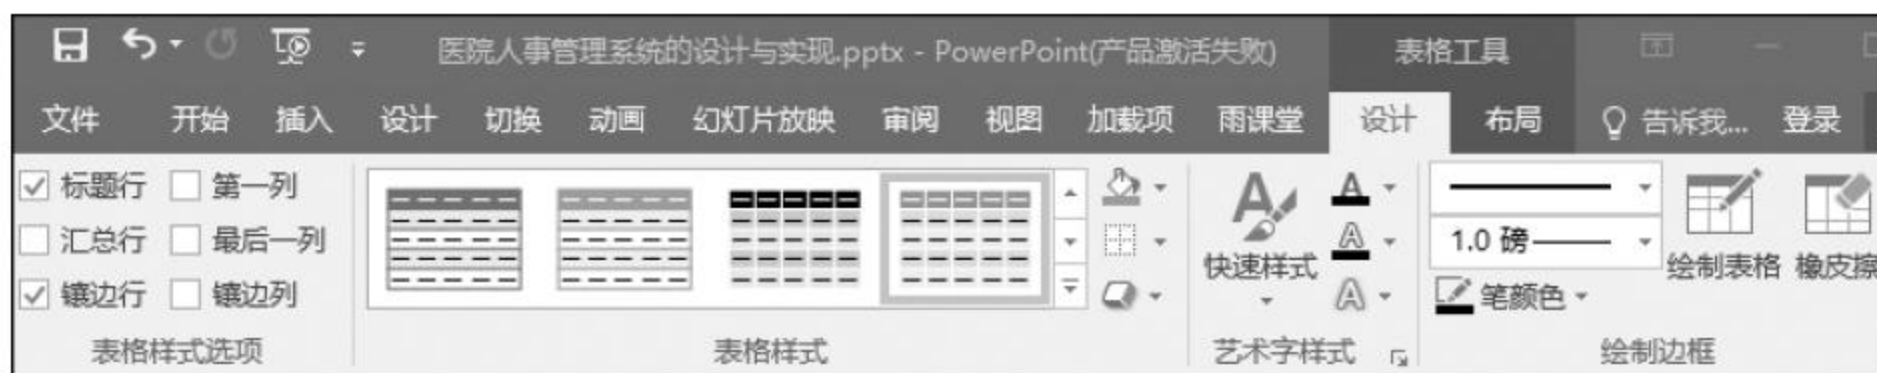 医院人事管理系统的设计与实现.pptx - PowerPoint(产品激活失败) 表格工具
文件 开始 插入 设计 切换 动画 幻灯片放映 审阅 视图 加载项 雨课堂 设计 布局 告诉我... 登录
标题行 第一列
汇总行 最后一列
镶边行 镶边列
表格样式选项
表格样式
A
快速样式
A
A
A
艺术字样式
1.0 磅
笔颜色
绘制表格 橡皮擦
绘制边框